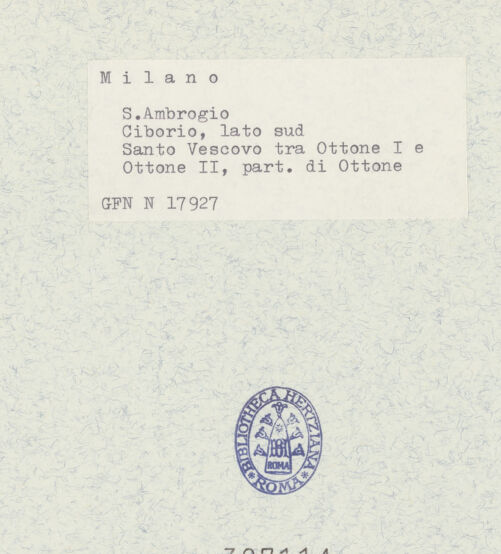 M i l a n o
S.Ambrogio
Ciborio, lato sud
Santo Vescovo tra Ottone I e
Ottone II, part. di Ottone
GFN N 17927
BIBLIOTHECA HERTZIANA
ROMA
ROMA